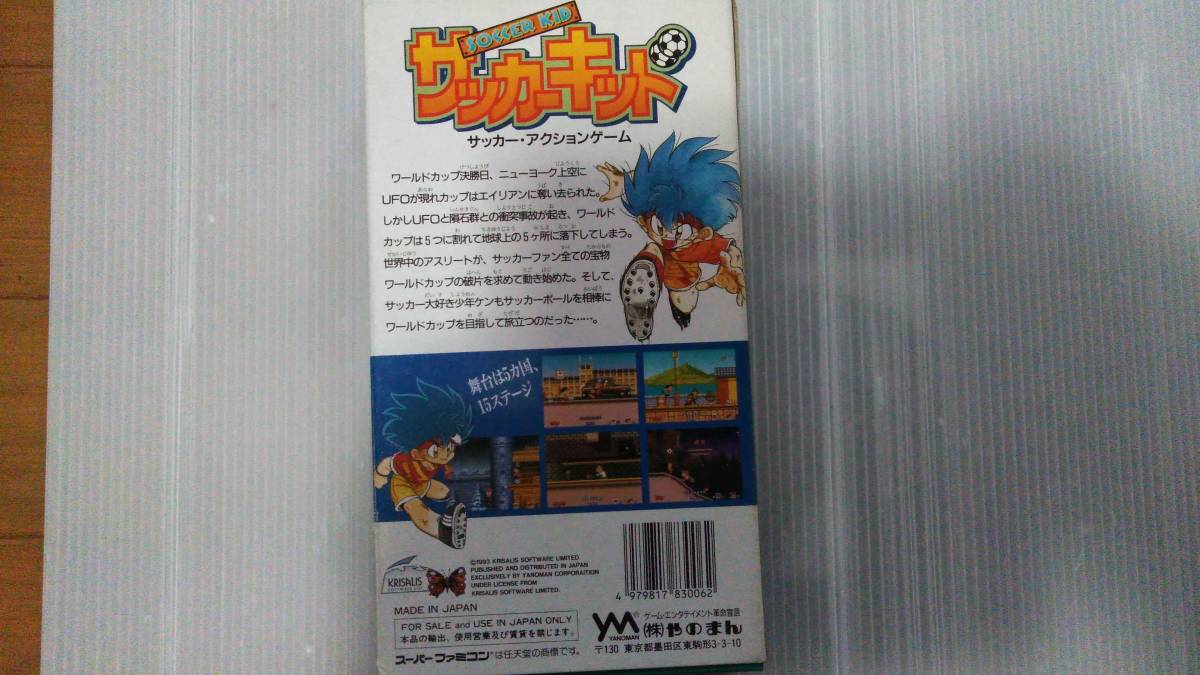 SOCCER KID
サッカーキッド
サッカー・アクションゲーム
ワールドカップ決勝日、ニューヨーク上空に
UFOが現れカップはエイリアンに奪い去られた。
しかしUFOと隕石群との衝突事故が起き、ワールド
カップは5つに割れて地球上の5ヶ所に落下してしまう。
世界中のアスリートが、サッカーファン全ての宝物
ワールドカップの破片を求めて動き始めた。そして、
サッカー大好き少年ケンもサッカーボールを相棒に
ワールドカップを目指して旅立つのだった……。
舞台は5カ国、
15ステージ
KRISALIS
©1993 KRISALIS SOFTWARE LIMITED
PUBLISHED AND DISTRIBUTED IN JAPAN
EXCLUSIVELY BY YANOMAN CORPORAITION
UNDER LICENSE FROM
KRISALIS SOFTWARE LIMITED.
4 979817 830062
MADE IN JAPAN
FOR SALE and USE IN JAPAN ONLY
本品の輸出、使用営業及び賃貸を禁じます。
スーパーファミコンは任天堂の商標です。
YM®
YANOMAN
ゲーム・エンタテイメント革命宣言
(株)やのまん
〒130 東京都墨田区東駒形3-3-10